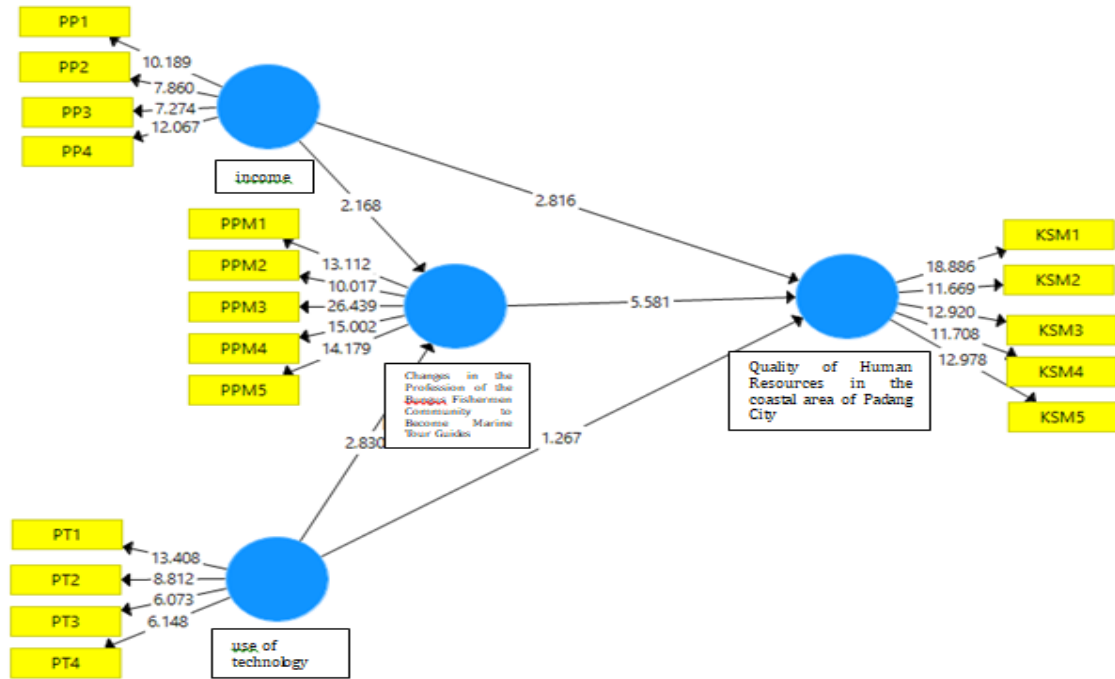 PP1
10.189
PP2
7.860
PP3
7.274
PP4
12.067
income
2.168
2.816
PPM1
13.112
PPM2
10.017
PPM3
26.439
PPM4
15.002
PPM5
14.179
Changes in the
Profession of the
Bungus Fishermen
Community to
Become Marine
Tour Guides
5.581
KSM1
18.886
KSM2
11.669
KSM3
12.920
KSM4
11.708
KSM5
12.978
Quality of Human
Resources in the
coastal area of Padang
City
2.830
1.267
PT1
13.408
PT2
8.812
PT3
6.073
PT4
6.148
use of
technology